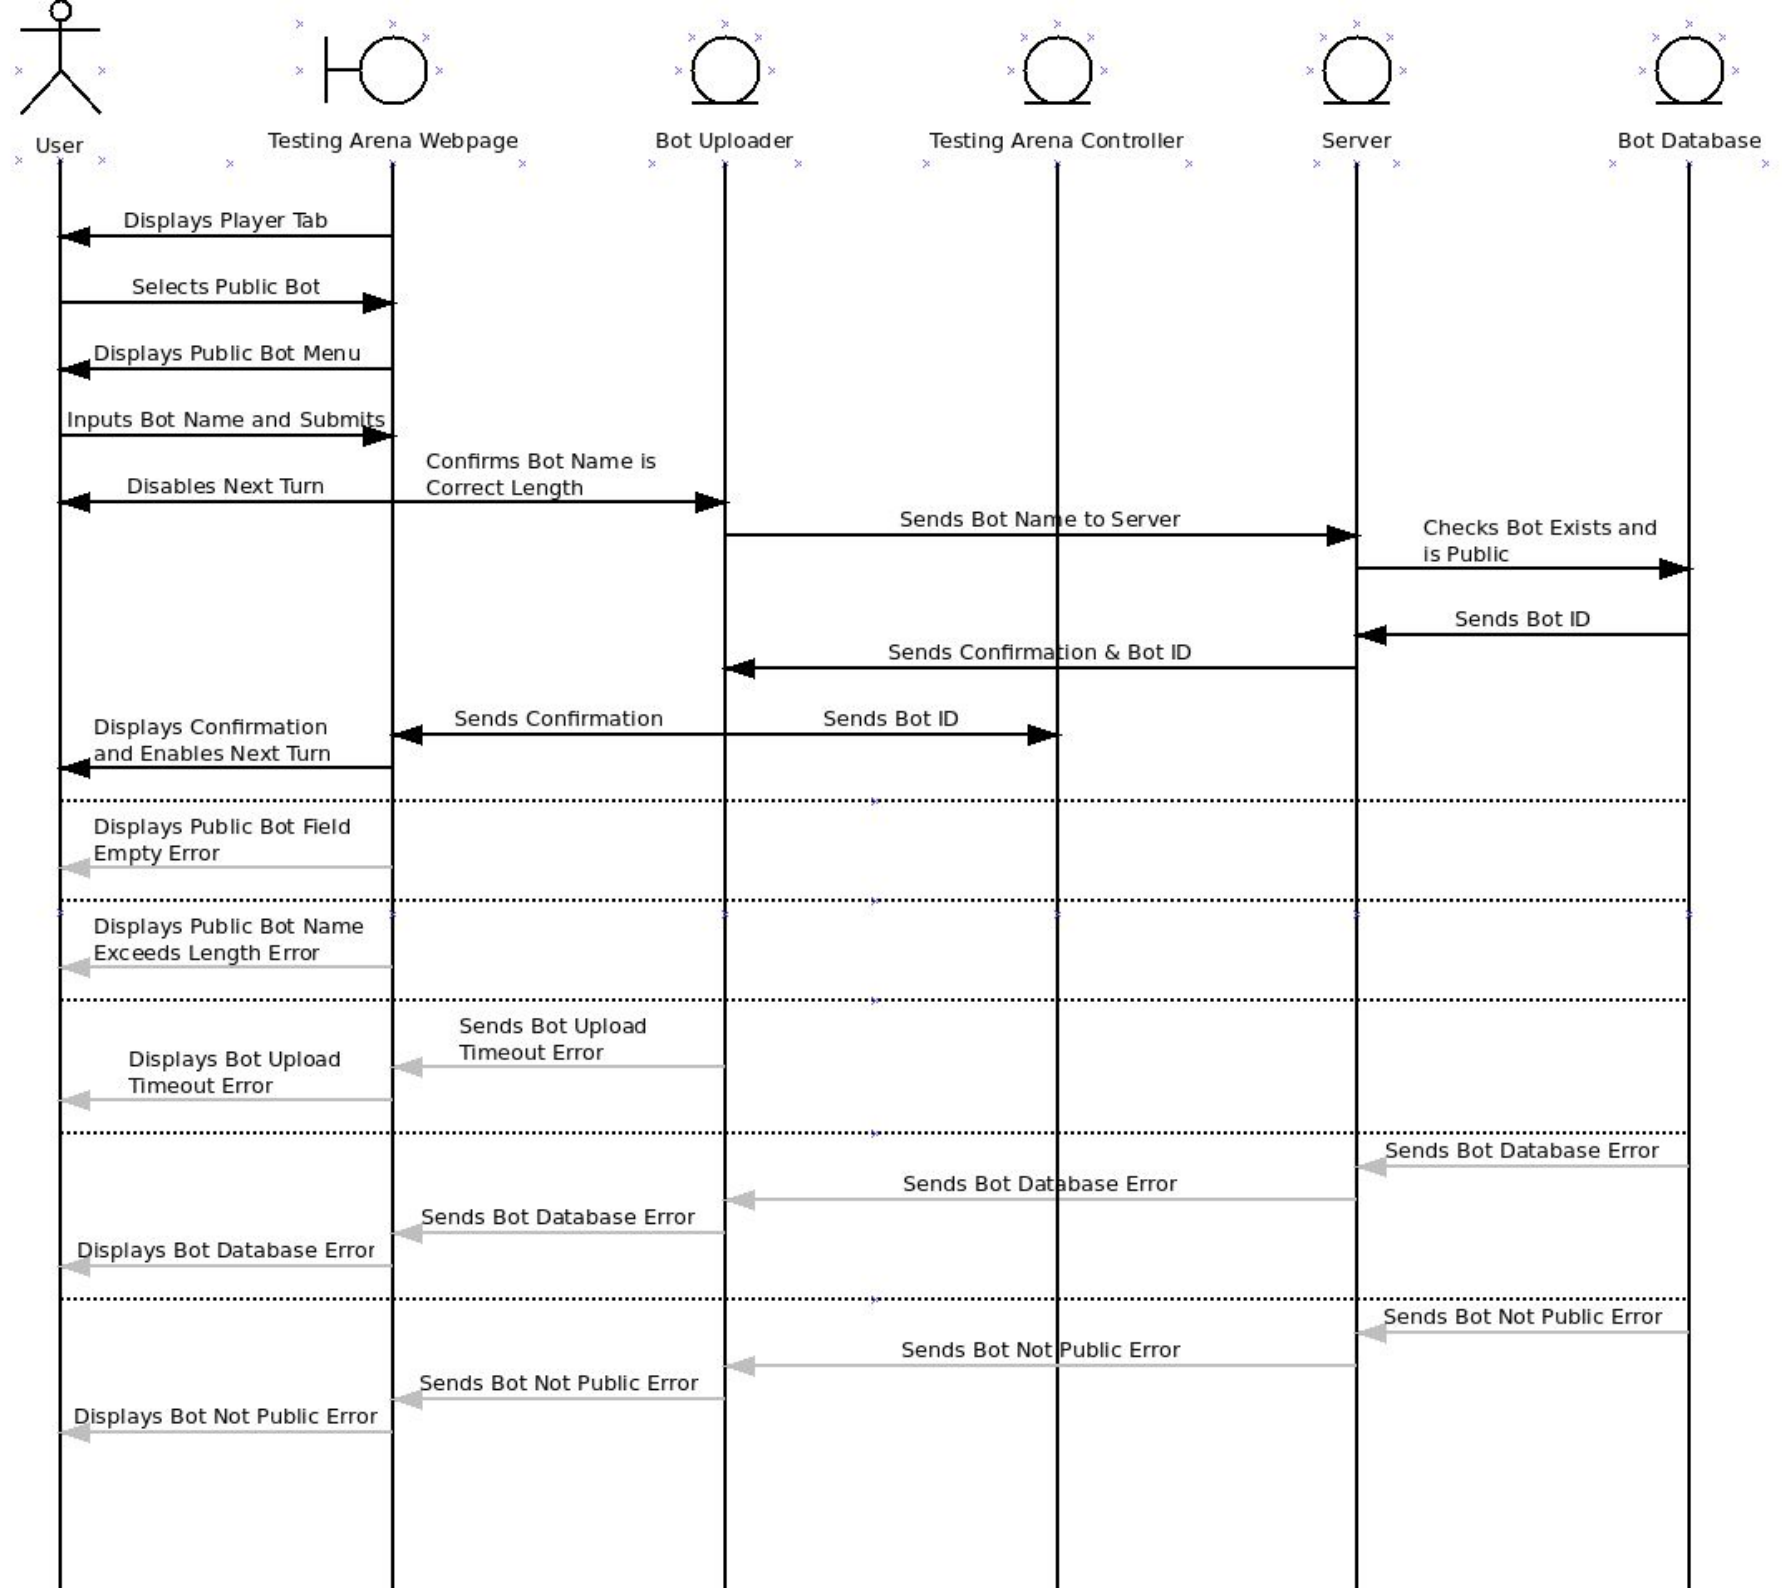 User
Testing Arena Webpage
Bot Uploader
Testing Arena Controller
Server
Bot Database
Displays Player Tab
Selects Public Bot
Displays Public Bot Menu
Inputs Bot Name and Submits
Disables Next Turn
Confirms Bot Name is
Correct Length
Sends Bot Name to Server
Checks Bot Exists and
is Public
Sends Bot ID
Sends Confirmation & Bot ID
Sends Confirmation
Sends Bot ID
Displays Confirmation
and Enables Next Turn
Displays Public Bot Field
Empty Error
Displays Public Bot Name
Exceeds Length Error
Sends Bot Upload
Timeout Error
Displays Bot Upload
Timeout Error
Sends Bot Database Error
Sends Bot Database Error
Sends Bot Database Error
Displays Bot Database Error
Sends Bot Not Public Error
Sends Bot Not Public Error
Sends Bot Not Public Error
Displays Bot Not Public Error